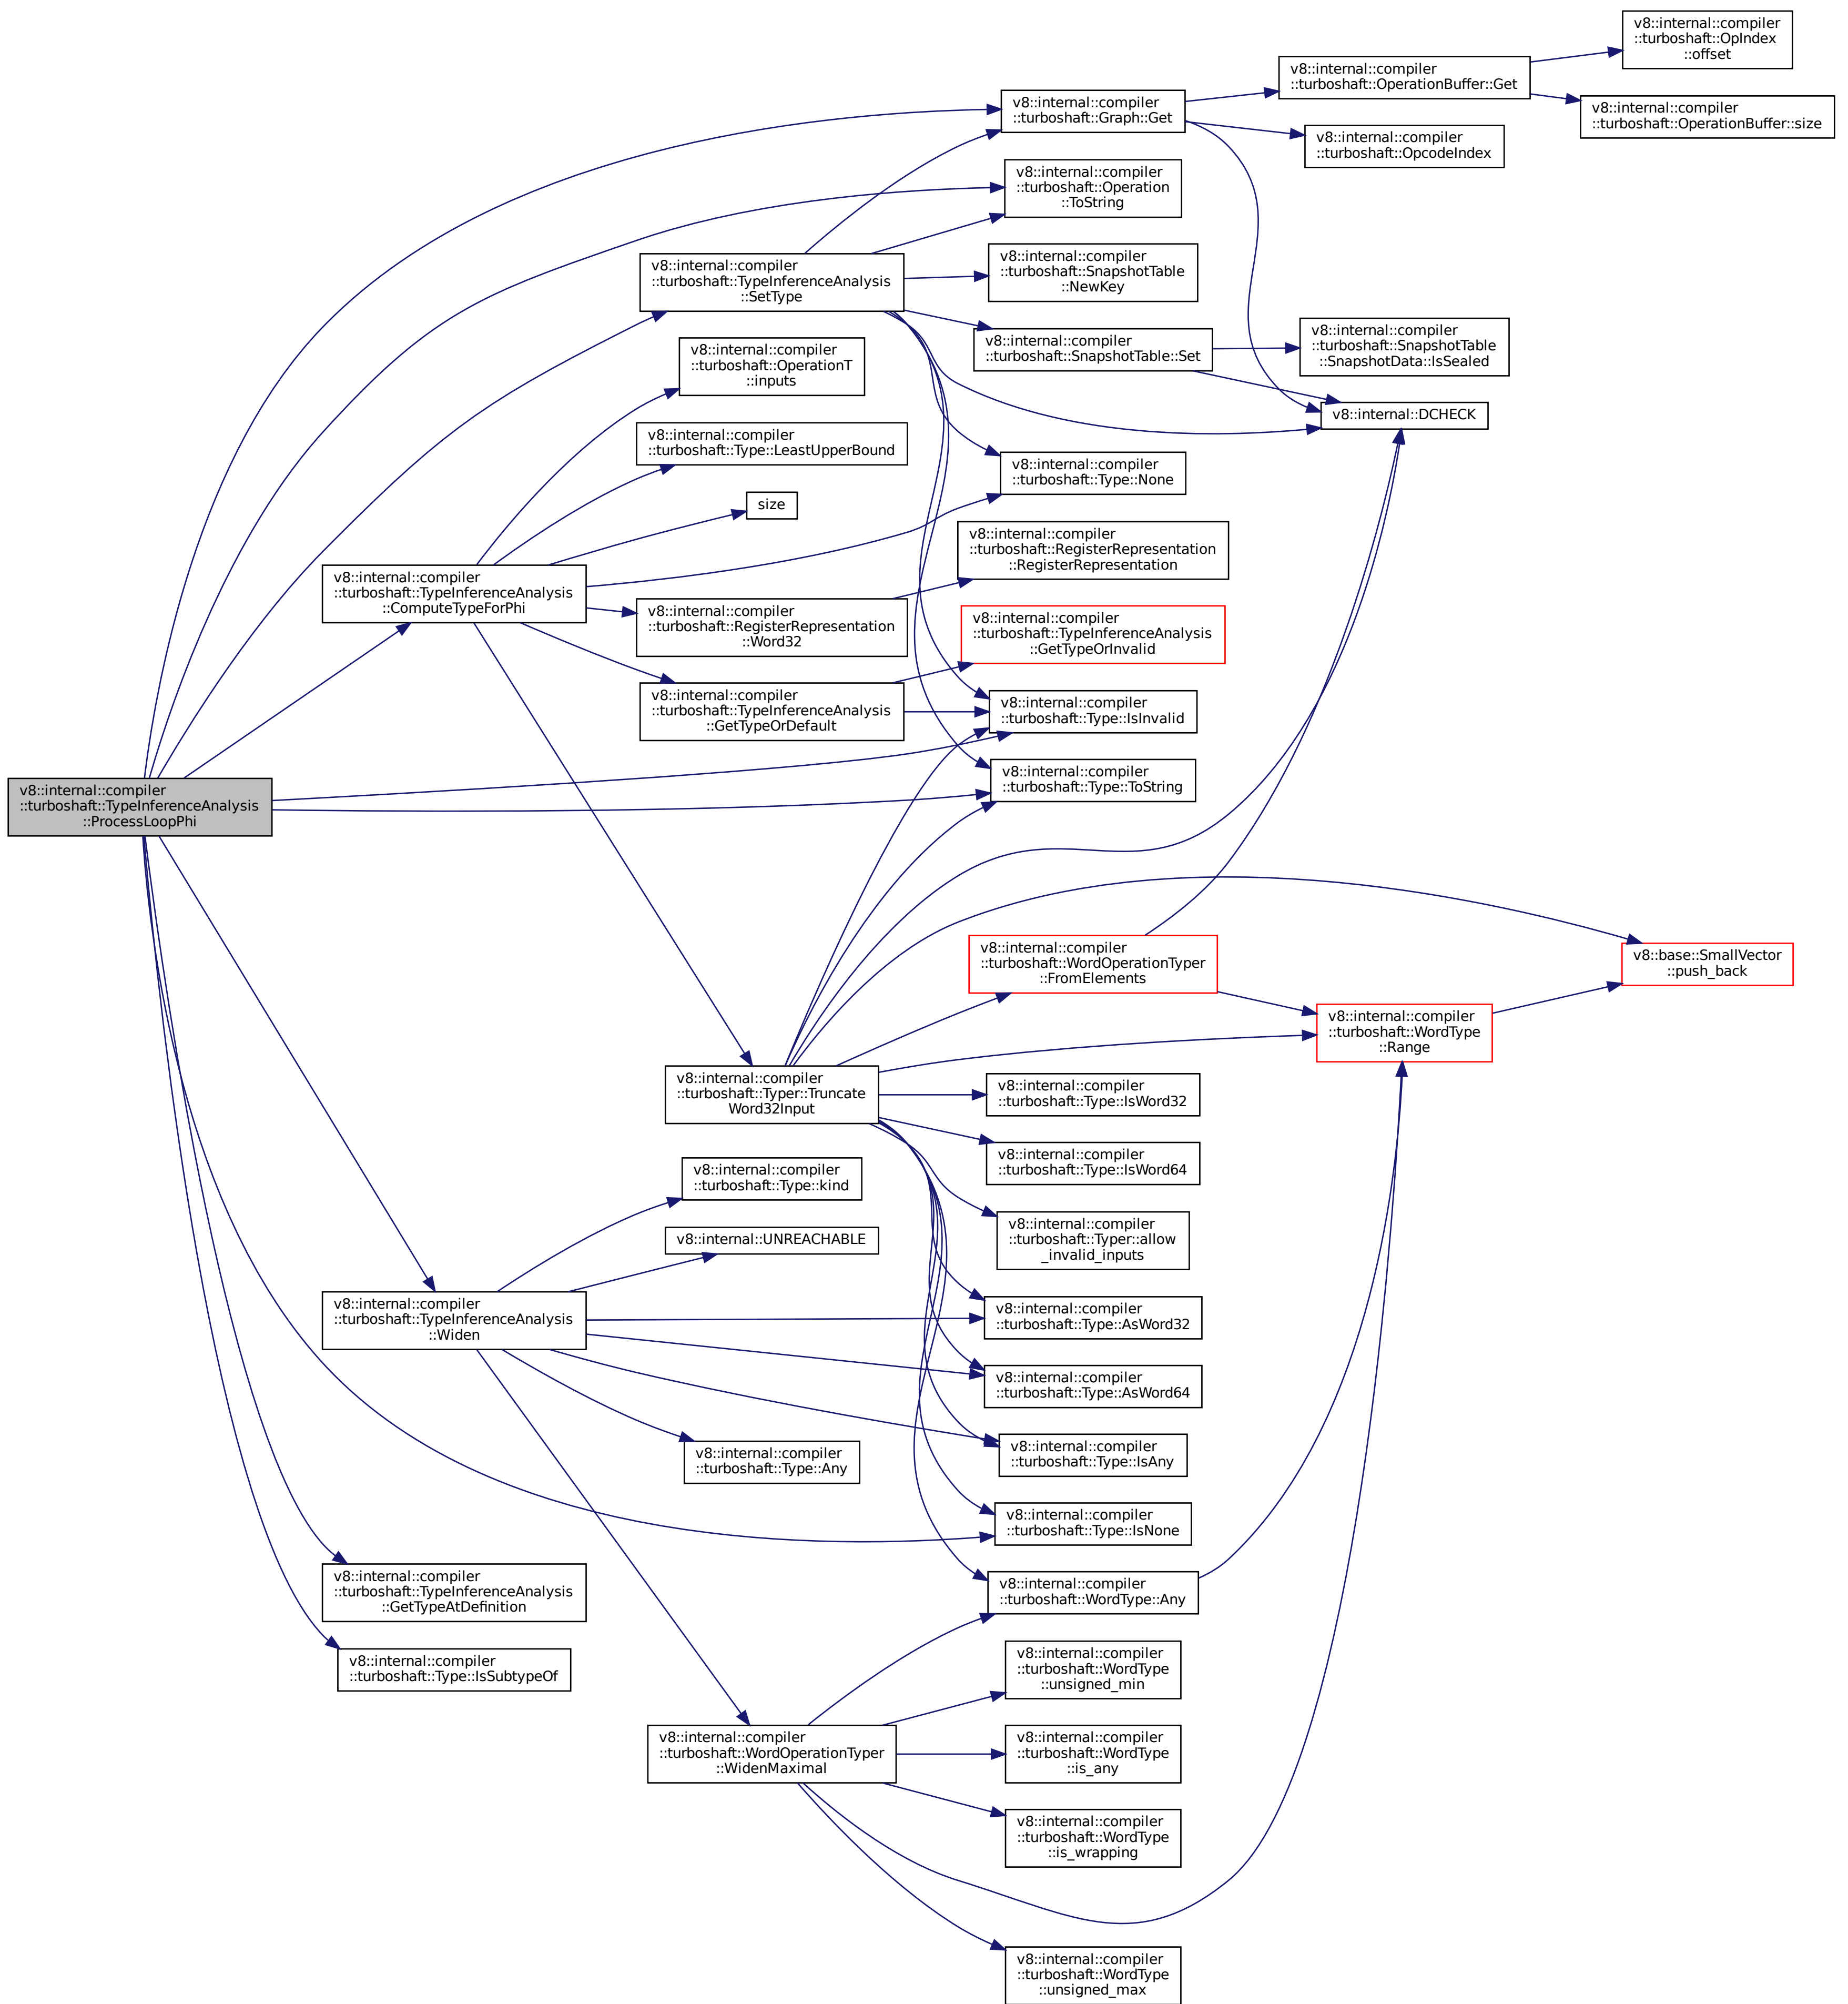 v8::internal::compiler
::turboshaft::OpIndex
::offset
v8::internal::compiler
::turboshaft::OperationBuffer::Get
v8::internal::compiler
::turboshaft::Graph::Get
v8::internal::compiler
::turboshaft::OperationBuffer::size
v8::internal::compiler
::turboshaft::OpcodeIndex
v8::internal::compiler
::turboshaft::Operation
::ToString
v8::internal::compiler
::turboshaft::TypeInferenceAnalysis
::SetType
v8::internal::compiler
::turboshaft::SnapshotTable
::NewKey
v8::internal::compiler
::turboshaft::SnapshotTable::Set
v8::internal::compiler
::turboshaft::SnapshotTable
::SnapshotData::IsSealed
v8::internal::compiler
::turboshaft::OperationT
::inputs
v8::internal::DCHECK
v8::internal::compiler
::turboshaft::Type::LeastUpperBound
v8::internal::compiler
::turboshaft::Type::None
size
v8::internal::compiler
::turboshaft::RegisterRepresentation
::RegisterRepresentation
v8::internal::compiler
::turboshaft::TypeInferenceAnalysis
::ComputeTypeForPhi
v8::internal::compiler
::turboshaft::RegisterRepresentation
::Word32
v8::internal::compiler
::turboshaft::TypeInferenceAnalysis
::GetTypeOrInvalid
v8::internal::compiler
::turboshaft::TypeInferenceAnalysis
::GetTypeOrDefault
v8::internal::compiler
::turboshaft::Type::IsInvalid
v8::internal::compiler
::turboshaft::Type::ToString
v8::internal::compiler
::turboshaft::TypeInferenceAnalysis
::ProcessLoopPhi
v8::internal::compiler
::turboshaft::WordOperationTyper
::FromElements
v8::base::SmallVector
::push_back
v8::internal::compiler
::turboshaft::WordType
::Range
v8::internal::compiler
::turboshaft::Typer::Truncate
Word32Input
v8::internal::compiler
::turboshaft::Type::IsWord32
v8::internal::compiler
::turboshaft::Type::IsWord64
v8::internal::compiler
::turboshaft::Type::kind
v8::internal::compiler
::turboshaft::Typer::allow
_invalid_inputs
v8::internal::UNREACHABLE
v8::internal::compiler
::turboshaft::TypeInferenceAnalysis
::Widen
v8::internal::compiler
::turboshaft::Type::AsWord32
v8::internal::compiler
::turboshaft::Type::AsWord64
v8::internal::compiler
::turboshaft::Type::Any
v8::internal::compiler
::turboshaft::Type::IsAny
v8::internal::compiler
::turboshaft::Type::IsNone
v8::internal::compiler
::turboshaft::TypeInferenceAnalysis
::GetTypeAtDefinition
v8::internal::compiler
::turboshaft::WordType::Any
v8::internal::compiler
::turboshaft::Type::IsSubtypeOf
v8::internal::compiler
::turboshaft::WordType
::unsigned_min
v8::internal::compiler
::turboshaft::WordOperationTyper
::WidenMaximal
v8::internal::compiler
::turboshaft::WordType
::is_any
v8::internal::compiler
::turboshaft::WordType
::is_wrapping
v8::internal::compiler
::turboshaft::WordType
::unsigned_max